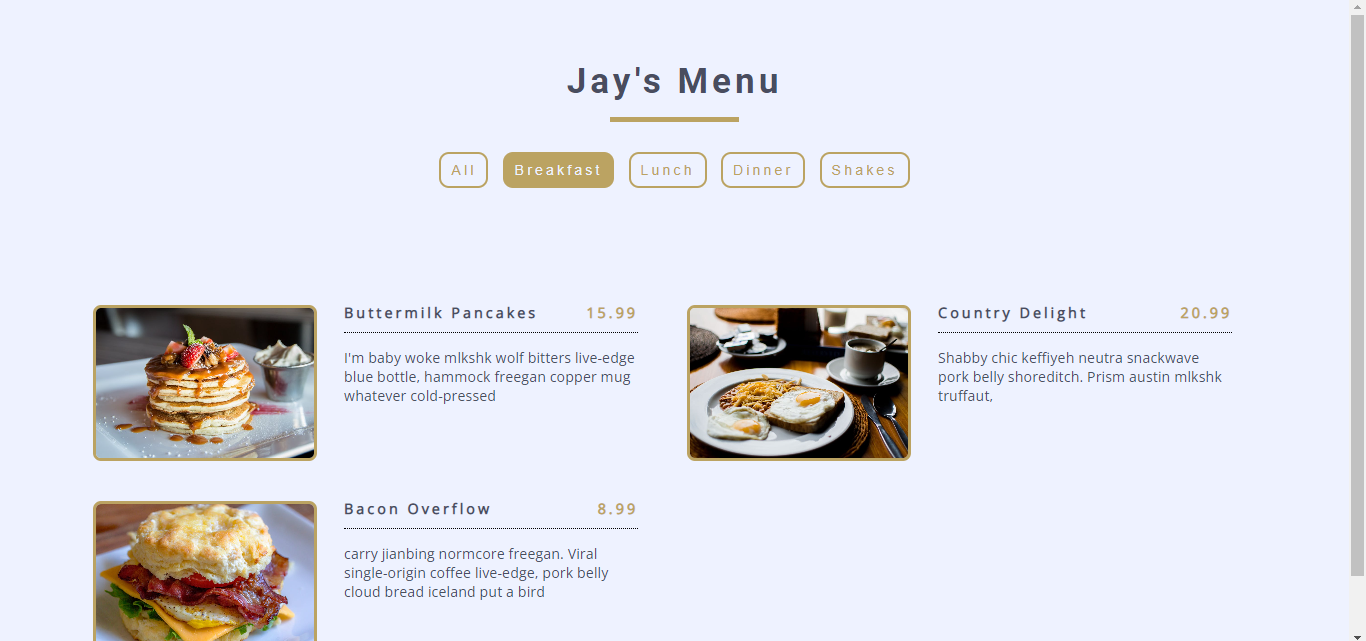 Jay's Menu
All
Breakfast
Lunch
Dinner
Shakes
Buttermilk Pancakes 15.99
I'm baby woke mlkshk wolf bitters live-edge
blue bottle, hammock freegan copper mug
whatever cold-pressed
Country Delight 20.99
Shabby chic keffiyeh neutra snackwave
pork belly shoreditch. Prism austin mlkshk
truffaut,
Bacon Overflow 8.99
carry jianbing normcore freegan. Viral
single-origin coffee live-edge, pork belly
cloud bread iceland put a bird